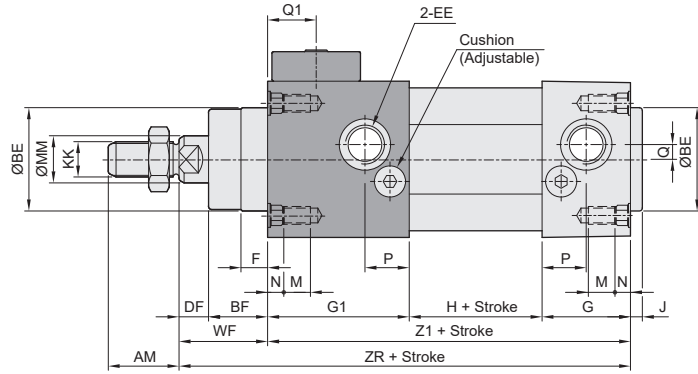 Q1
2-EE
Cushion
(Adjustable)
ØBE
ØMM
KK
Q
ØBE
F
P
P
N
M
M
N
DF
BF
G1
H + Stroke
G
J
WF
Z1 + Stroke
AM
ZR + Stroke